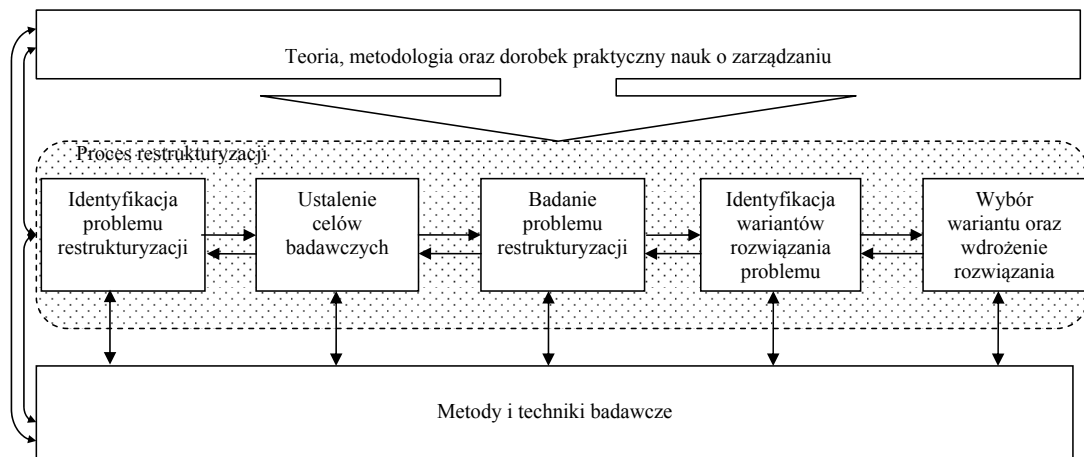 Teoria, metodologia oraz dorobek praktyczny nauk o zarządzaniu
Proces restrukturyzacji
Identyfikacja
problemu
restrukturyzacji
Ustalenie
celów
badawczych
Badanie
problemu
restrukturyzacji
Identyfikacja
wariantów
rozwiązania
problemu
Wybór
wariantu oraz
wdrożenie
rozwiązania
Metody i techniki badawcze